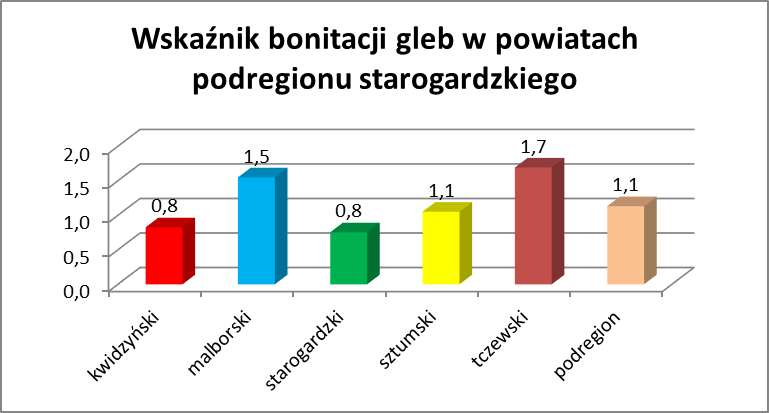 Wskaźnik bonitacji gleb w powiatach
podregionu starogardzkiego
2,0
1,5
1,0
0,5
0,0
0,8
1,5
0,8
1,1
1,7
1,1
kwidzyński
malborski
starogardzki
sztumski
tczewski
podregion